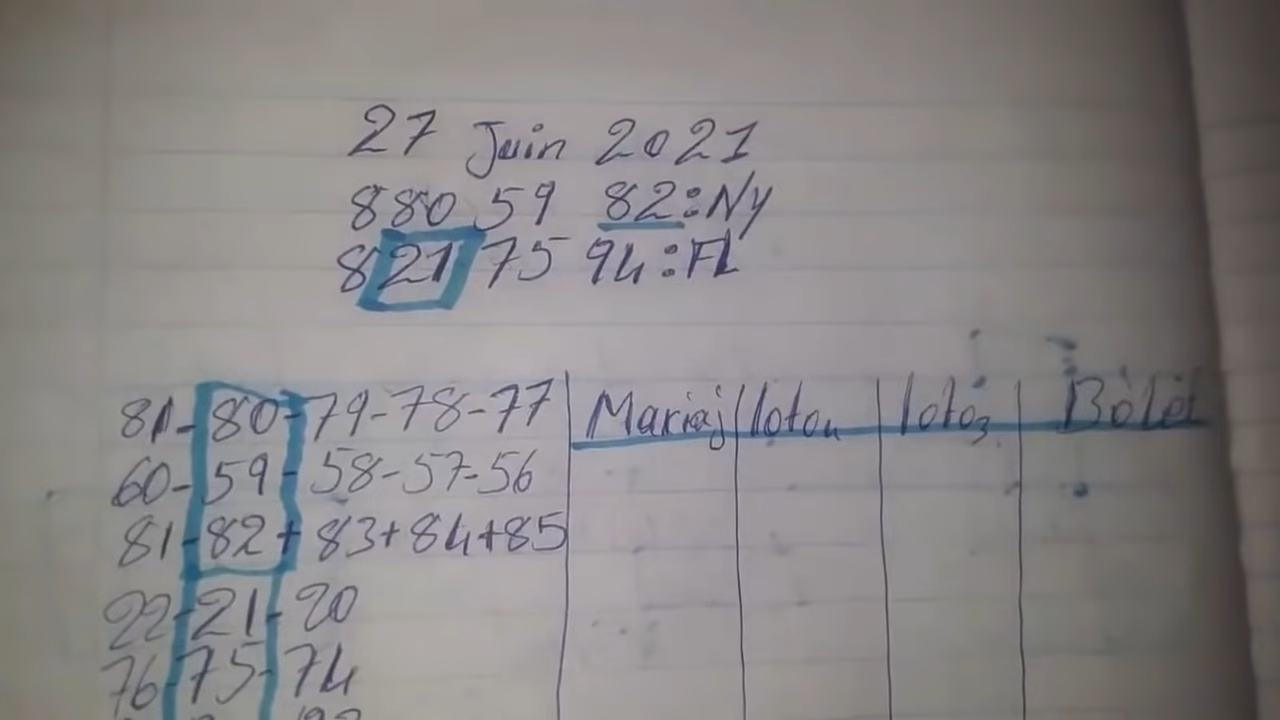 27 Juin 2021
880 59 82:Ny
821 75 94:FL
81-80-79-78-77 Mariaj loto4 loto3 Bòlèt
60-59-58-57-56
81-82+83+84+85
22-21-20
76-75-74